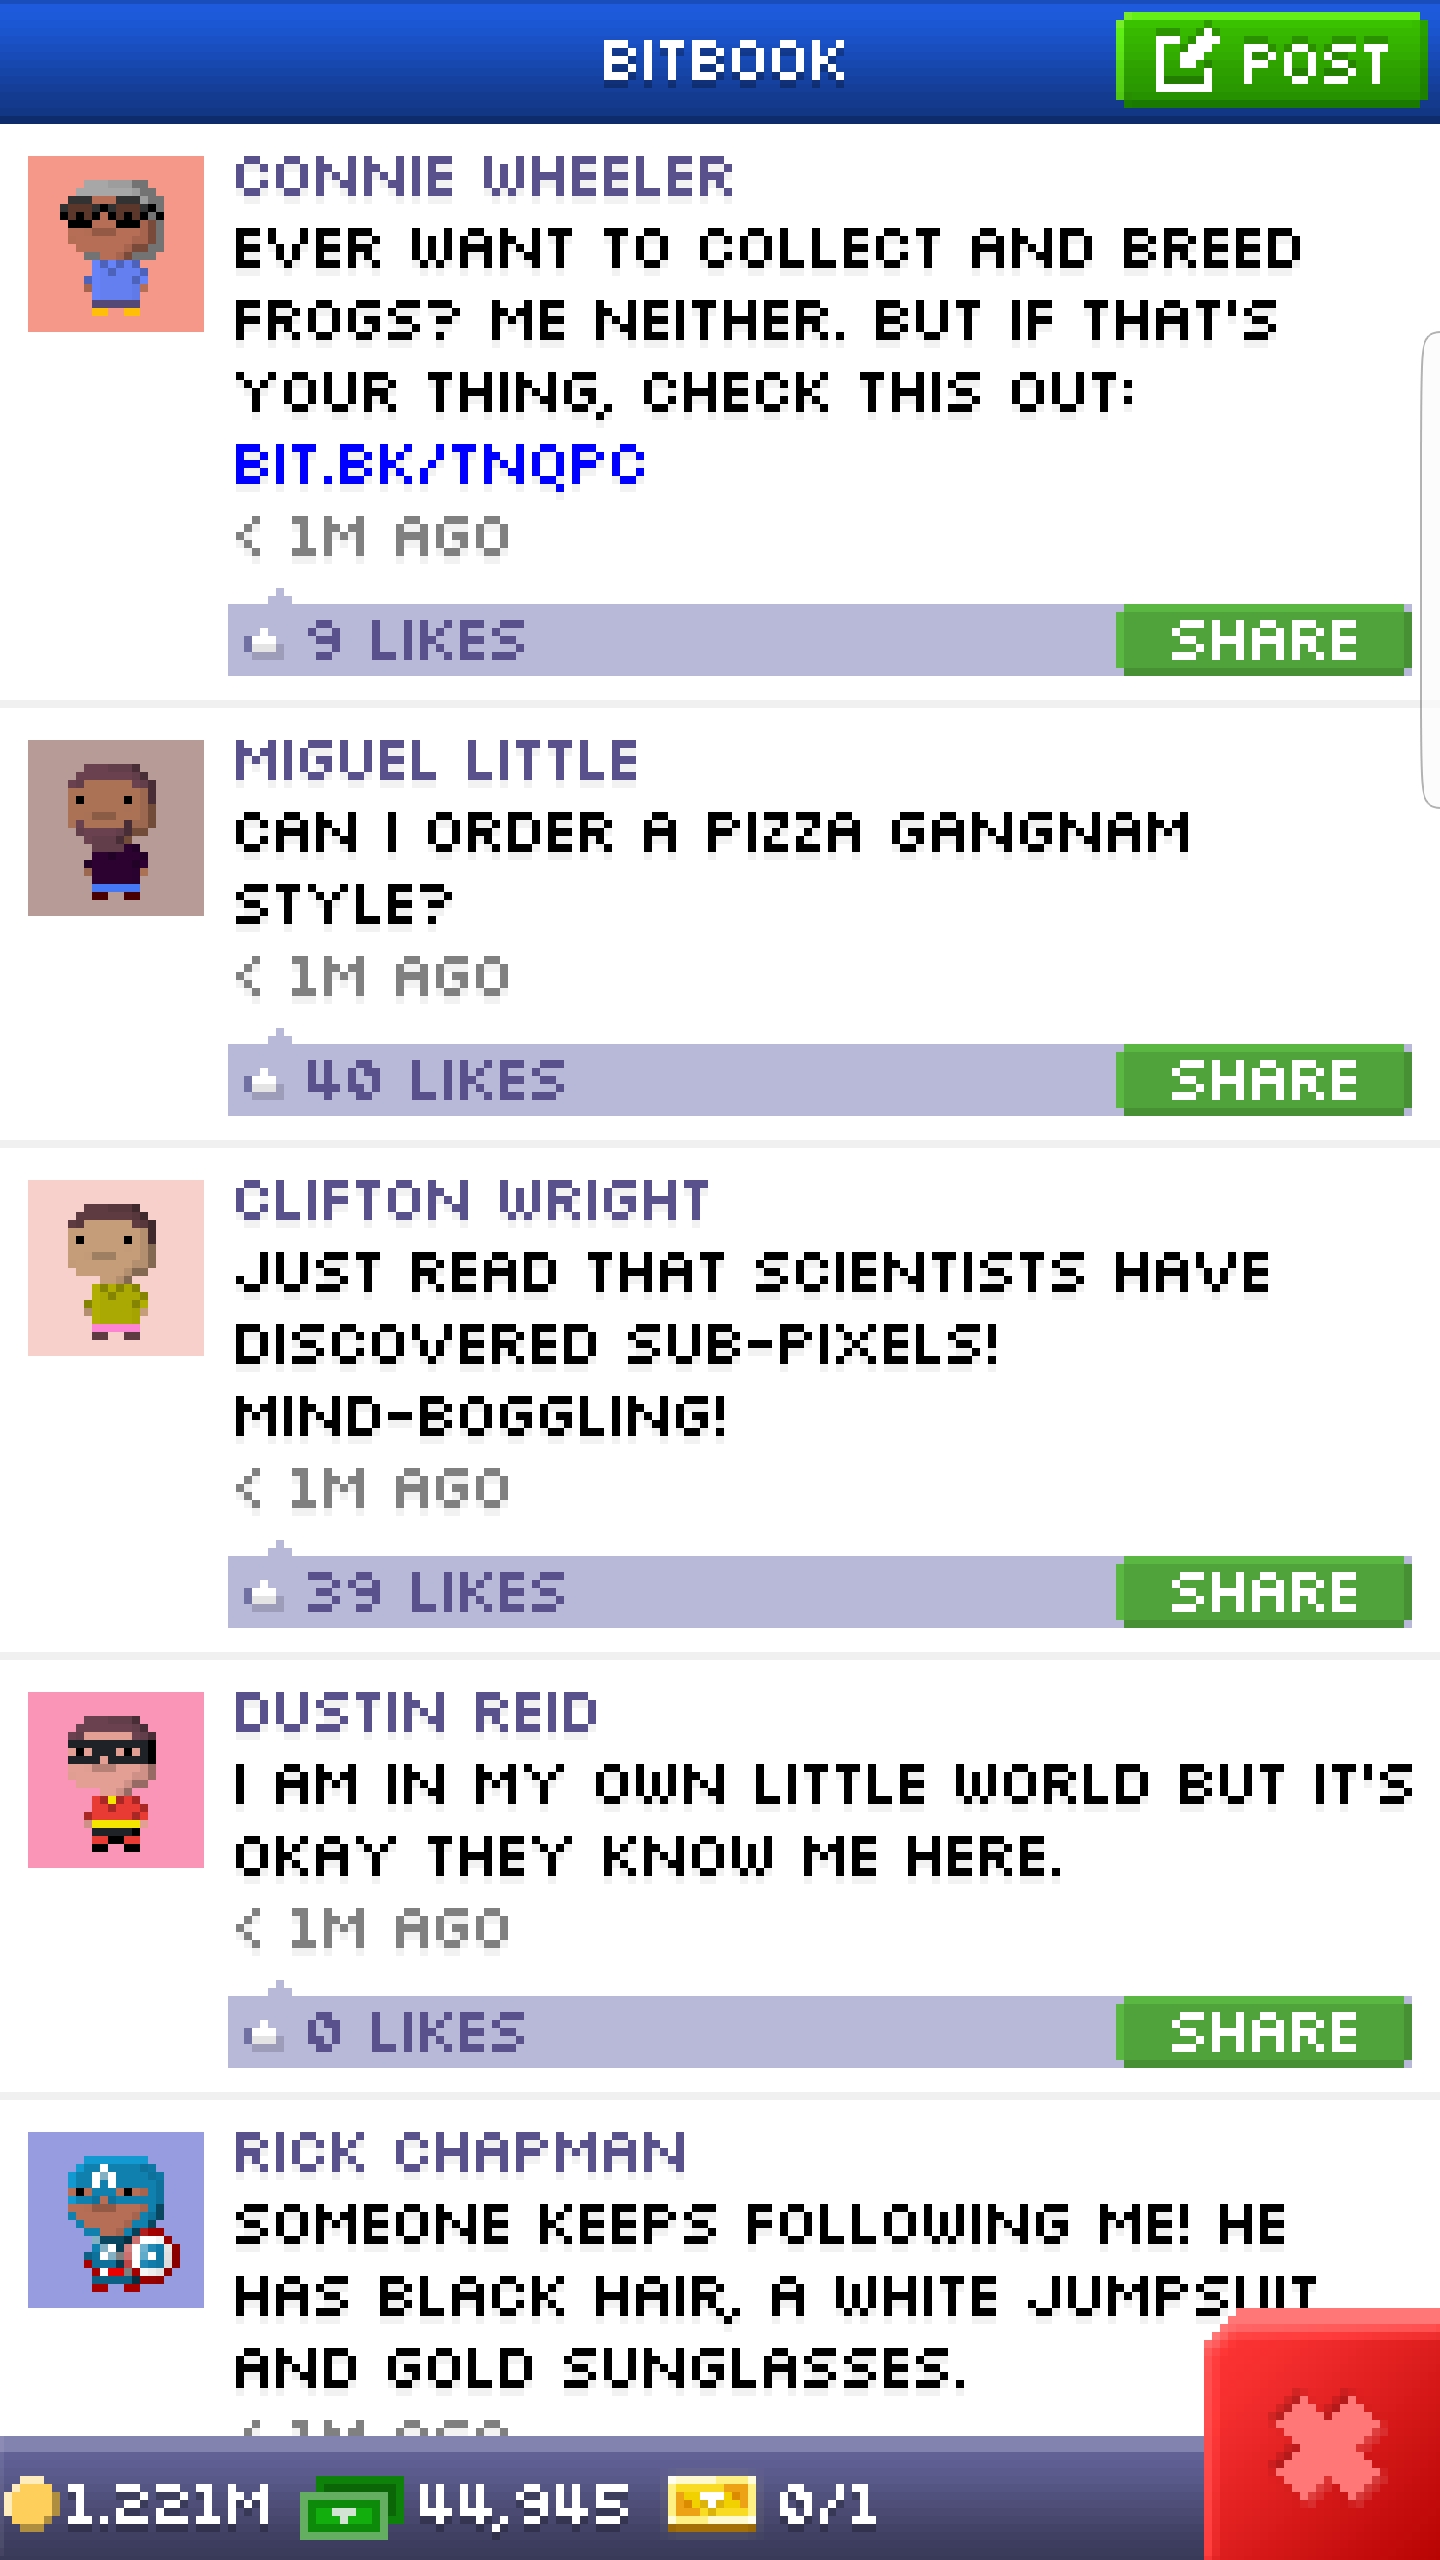 BITBOOK
POST
CONNIE WHEELER
EVER WANT TO COLLECT AND BREED
FROGS? ME NEITHER. BUT IF THAT'S
YOUR THING, CHECK THIS OUT:
BIT.BK/TNQPC
< 1M AGO
9 LIKES
SHARE
MIGUEL LITTLE
CAN I ORDER A PIZZA GANGNAM
STYLE?
< 1M AGO
40 LIKES
SHARE
CLIFTON WRIGHT
JUST READ THAT SCIENTISTS HAVE
DISCOVERED SUB-PIXELS!
MIND-BOGGLING!
< 1M AGO
39 LIKES
SHARE
DUSTIN REID
I AM IN MY OWN LITTLE WORLD BUT IT'S
OKAY THEY KNOW ME HERE.
< 1M AGO
0 LIKES
SHARE
RICK CHAPMAN
SOMEONE KEEPS FOLLOWING ME! HE
HAS BLACK HAIR, A WHITE JUMPSUIT
AND GOLD SUNGLASSES.
< 1M AGO
1.221M
44,945
0/1